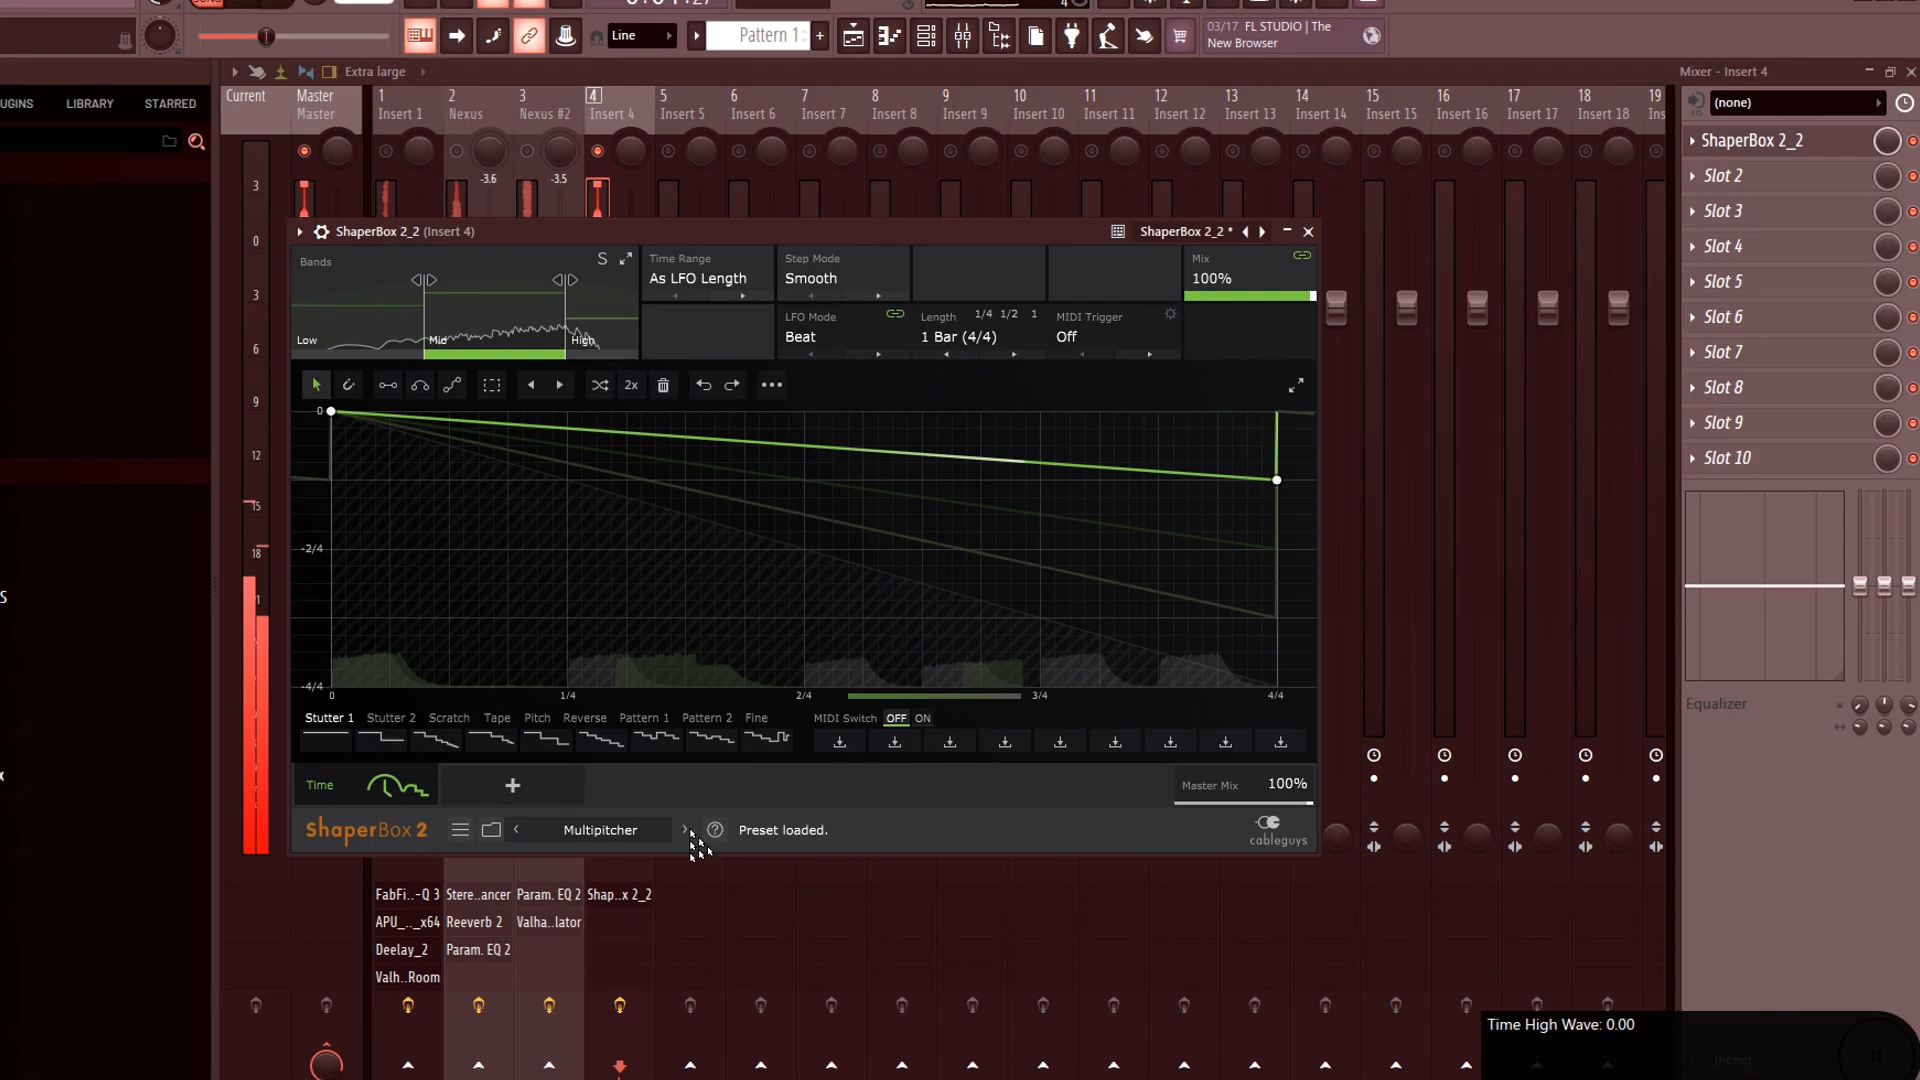 Line
Pattern 1
03/17 FL STUDIO | The
New Browser
Extra large
Mixer - Insert 4
UGINS LIBRARY STARRED
Current Master 1 2 3 4 5 6 7 8 9 10 11 12 13 14 15 16 17 18 19
Master Insert 1 Nexus Nexus #2 Insert 4 Insert 5 Insert 6 Insert 7 Insert 8 Insert 9 Insert 10 Insert 11 Insert 12 Insert 13 Insert 14 Insert 15 Insert 16 Insert 17 Insert 18 Ins
(none)
ShaperBox 2_2
Slot 2
Slot 3
Slot 4
Slot 5
Slot 6
Slot 7
Slot 8
Slot 9
Slot 10
Equalizer
-3.6 -3.5
3
0
3
6
9
12
15
18
ShaperBox 2_2 (Insert 4)
ShaperBox 2_2 *
Bands S
Low Mid High
Time Range
As LFO Length
Step Mode
Smooth
Mix
100%
LFO Mode
Beat
Length 1/4 1/2 1
1 Bar (4/4)
MIDI Trigger
Off
2x
0
-2/4
-4/4
0 1/4 2/4 3/4 4/4
Stutter 1 Stutter 2 Scratch Tape Pitch Reverse Pattern 1 Pattern 2 Fine
MIDI Switch OFF ON
Time
+
Master Mix 100%
ShaperBox 2
Multipitcher
Preset loaded.
cableguys
FabFi..-Q 3 Stere..ancer Param. EQ 2 Shap..x 2_2
APU_.._x64 Reeverb 2 Valha..lator
Deelay_2 Param. EQ 2
Valh..Room
Time High Wave: 0.00
(none)